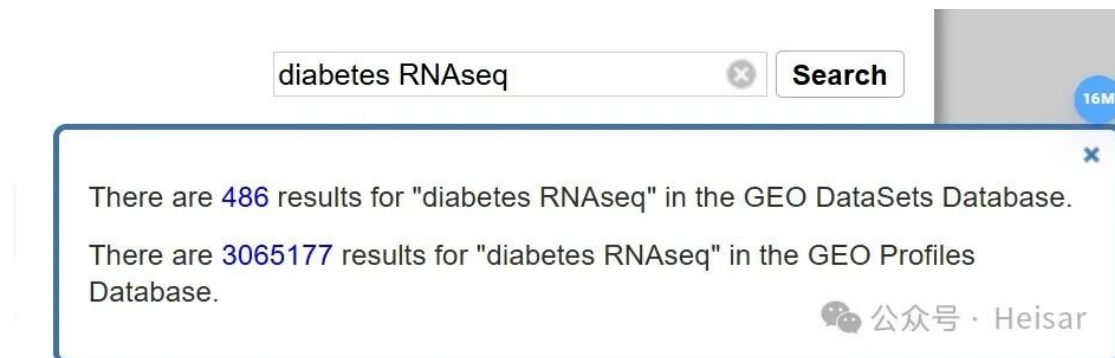 diabetes RNAseq
Search
16M
There are 486 results for "diabetes RNAseq" in the GEO DataSets Database.
There are 3065177 results for "diabetes RNAseq" in the GEO Profiles
Database.
公众号 · Heisar